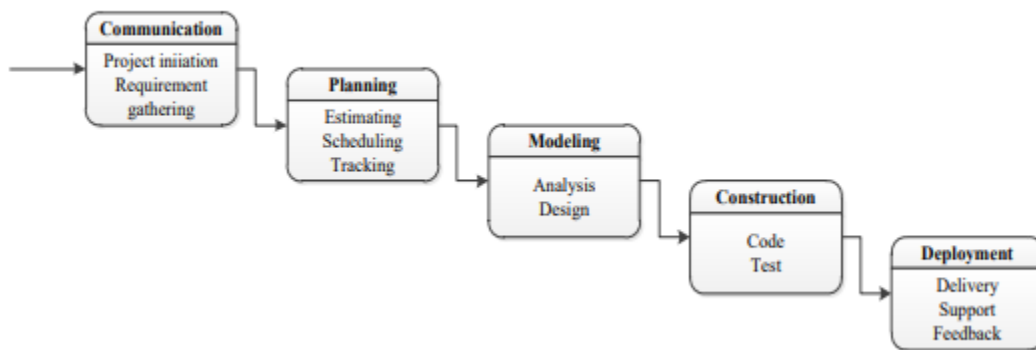 Communication
Project iniiation
Requirement
gathering
Planning
Estimating
Scheduling
Tracking
Modeling
Analysis
Design
Construction
Code
Test
Deployment
Delivery
Support
Feedback